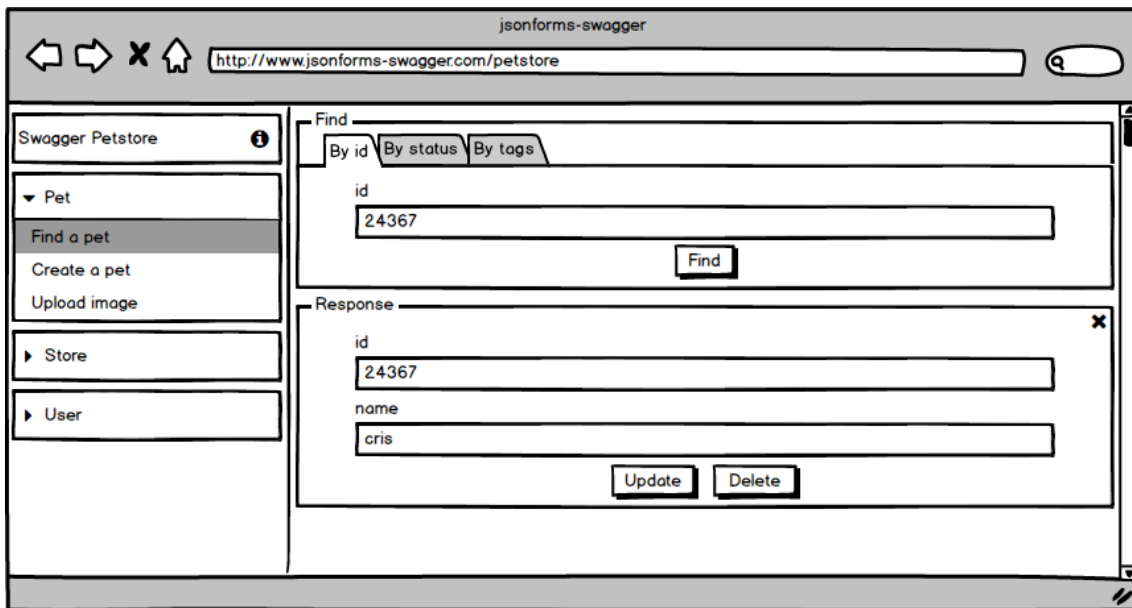 jsonforms-swagger
http://www.jsonforms-swagger.com/petstore
Swagger Petstore
Pet
Find a pet
Create a pet
Upload image
Store
User
Find
By id By status By tags
id
24367
Find
Response
id
24367
name
cris
Update Delete